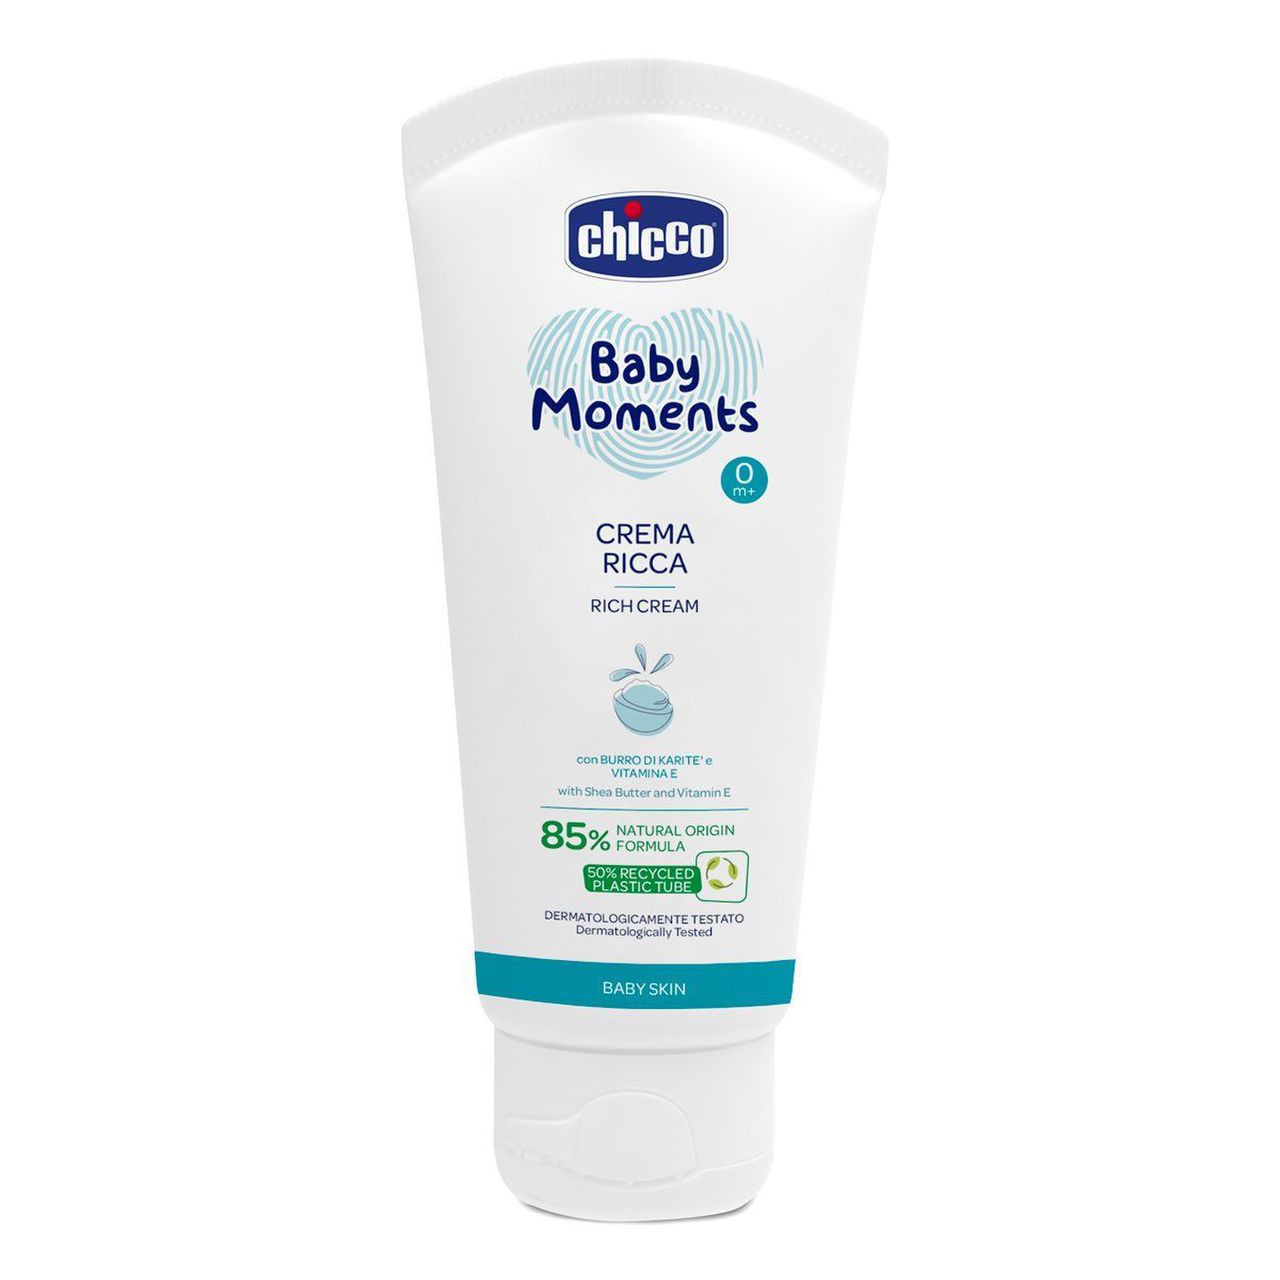 chicco
Baby
Moments
0
m+
CREMA
RICCA
RICH CREAM
con BURRO DI KARITE' e
VITAMINA E
with Shea Butter and Vitamin E
85% NATURAL ORIGIN
FORMULA
50% RECYCLED
PLASTIC TUBE
DERMATOLOGICAMENTE TESTATO
Dermatologically Tested
BABY SKIN